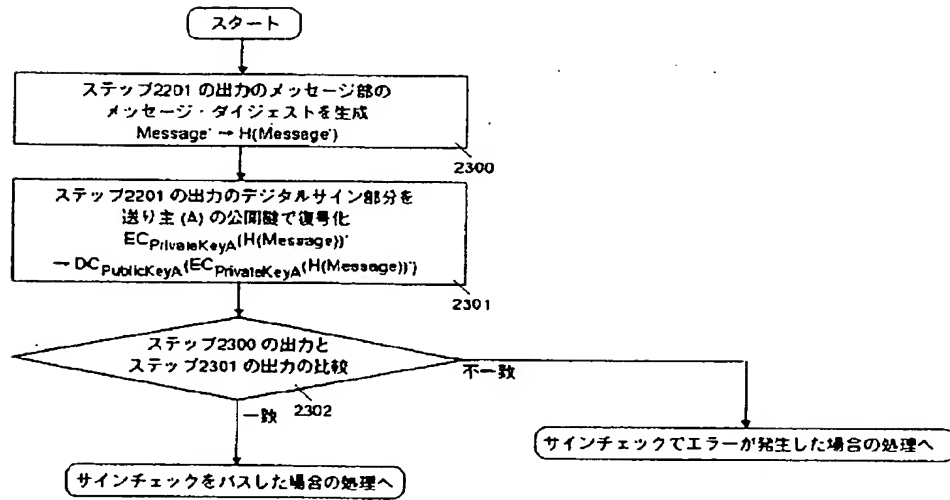 スタート
ステップ2201 の出力のメッセージ部の
メッセージ・ダイジェストを生成
Message' → H(Message')
2300
ステップ2201 の出力のデジタルサイン部分を
送り主 (A) の公開鍵で復号化
EC_PrivateKeyA(H(Message))'
→ DC_PublicKeyA(EC_PrivateKeyA(H(Message))')
2301
ステップ2300 の出力と
ステップ2301 の出力の比較
2302
不一致
一致
サインチェックでエラーが発生した場合の処理へ
サインチェックをパスした場合の処理へ